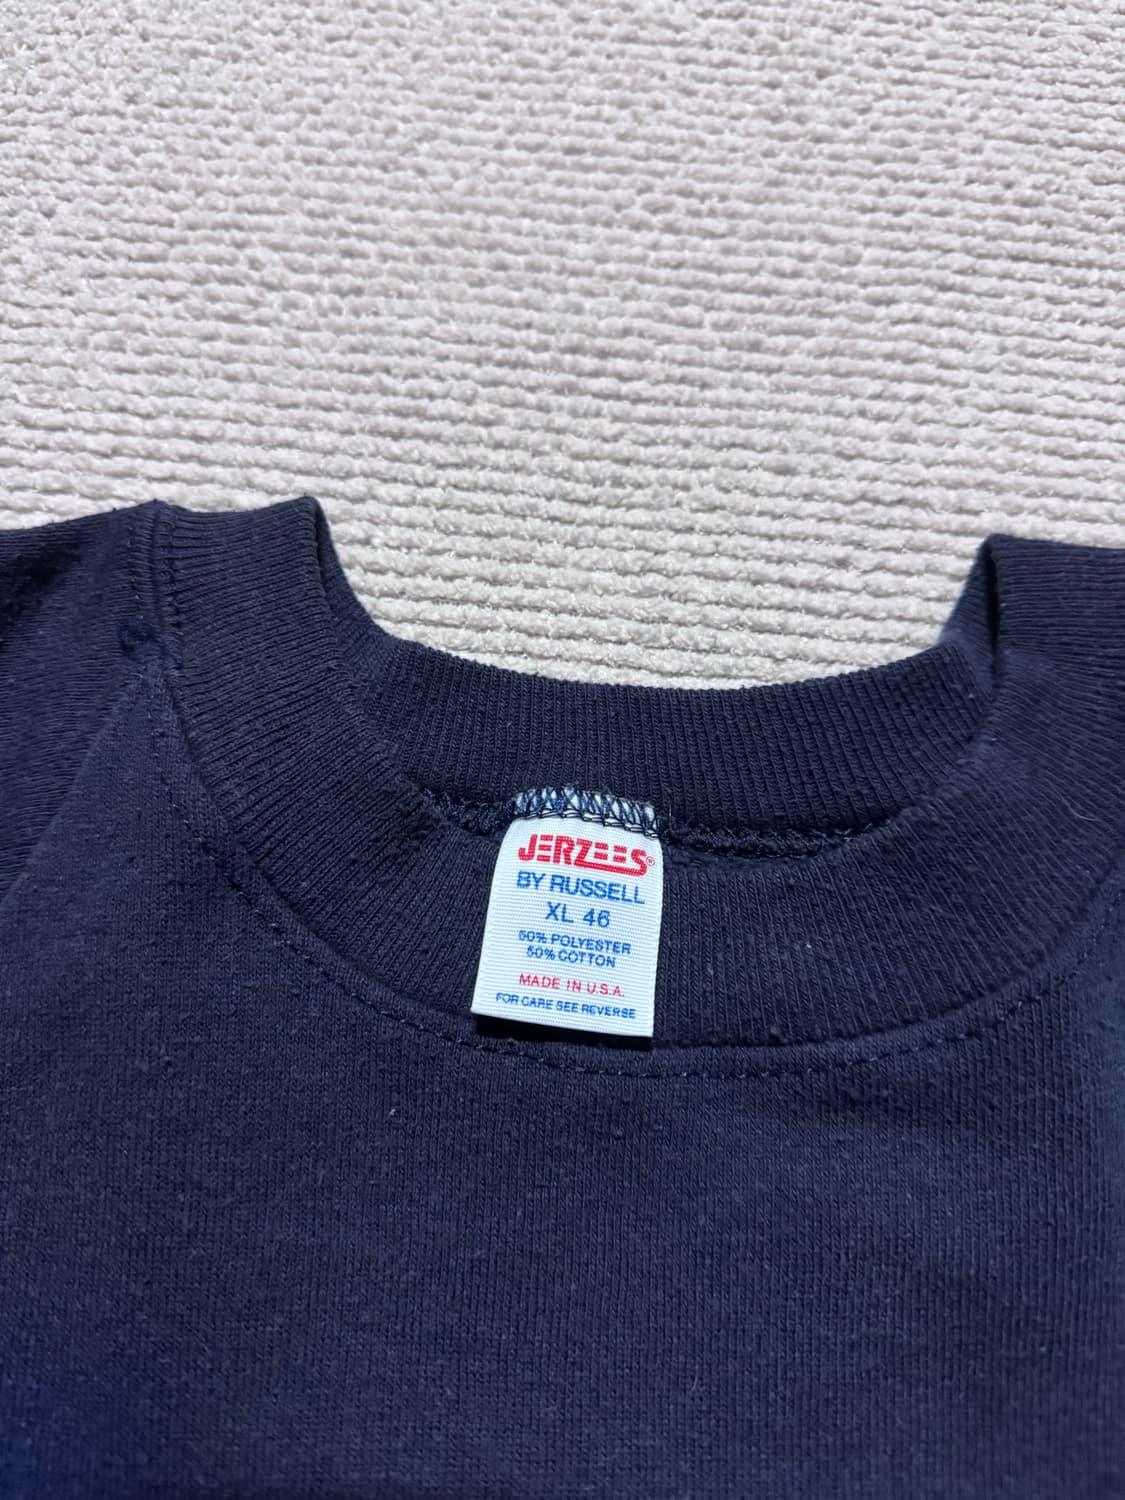 JERZEES®
BY RUSSELL
XL 46
50% POLYESTER
50% COTTON
MADE IN U.S.A.
FOR CARE SEE REVERSE